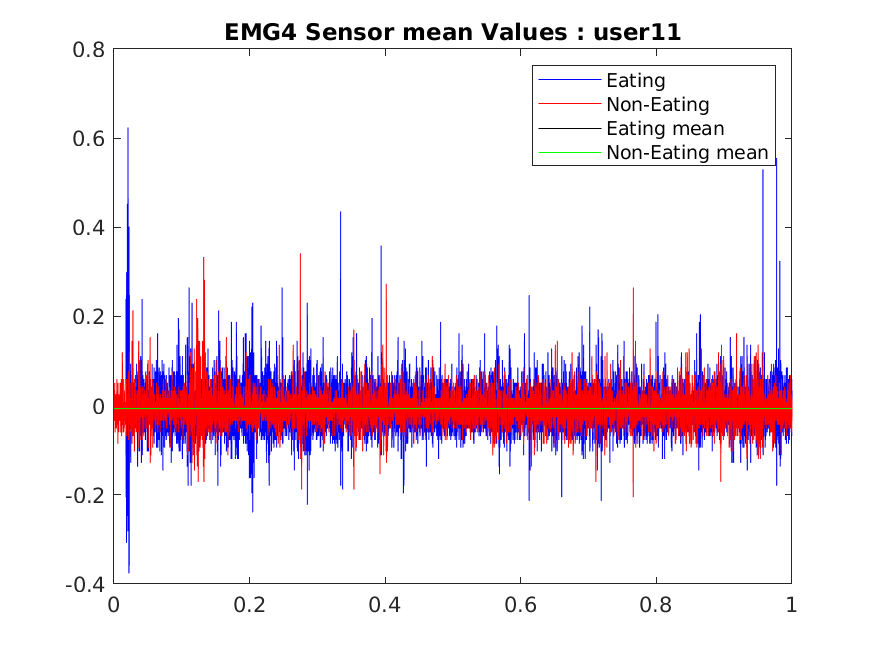 EMG4 Sensor mean Values : user11
Eating
Non-Eating
Eating mean
Non-Eating mean
0.8
0.6
0.4
0.2
0
-0.2
-0.4
0 0.2 0.4 0.6 0.8 1